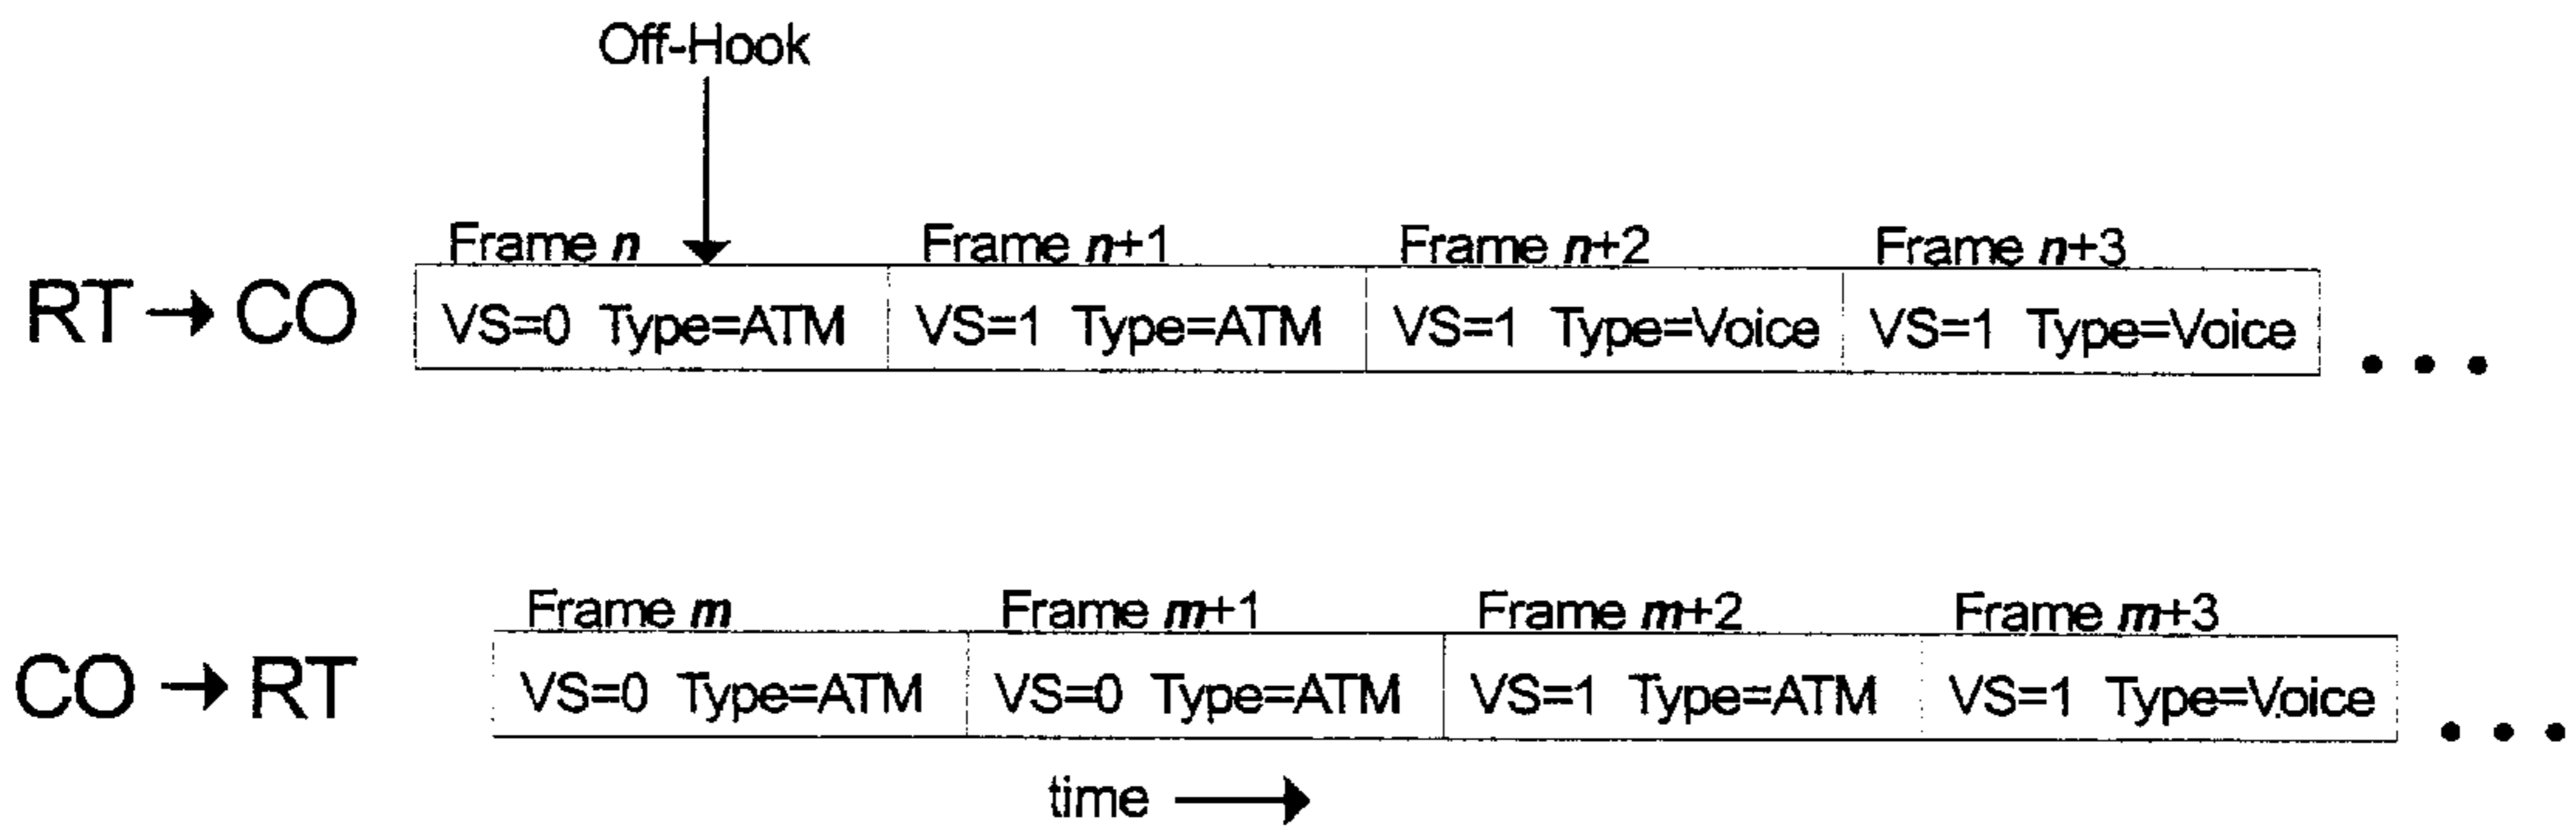 Off-Hook
Frame n Frame n+1 Frame n+2 Frame n+3
RT → CO VS=0 Type=ATM VS=1 Type=ATM VS=1 Type=Voice VS=1 Type=Voice • • •
Frame m Frame m+1 Frame m+2 Frame m+3
CO → RT VS=0 Type=ATM VS=0 Type=ATM VS=1 Type=ATM VS=1 Type=Voice • • •
time →